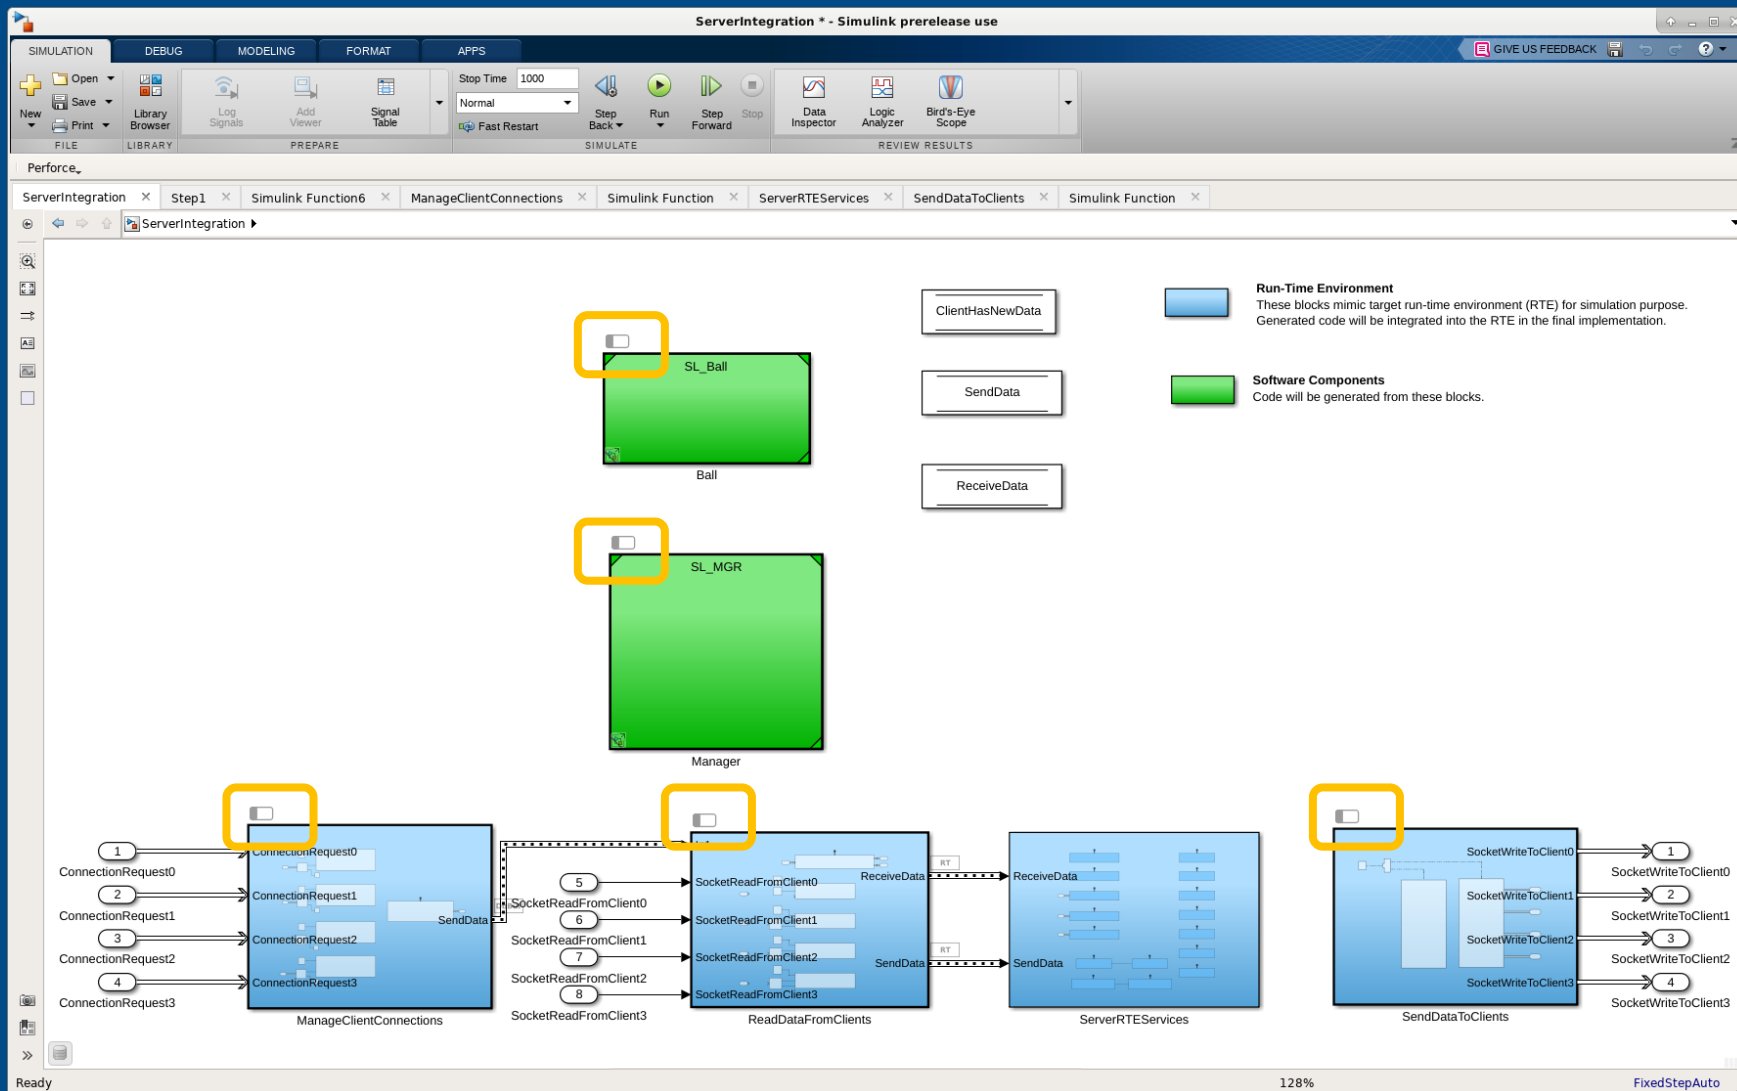 ServerIntegration * - Simulink prerelease use
SIMULATION
DEBUG
MODELING
FORMAT
APPS
GIVE US FEEDBACK
New
Open
Save
Print
FILE
Library
Browser
LIBRARY
Log
Signals
Add
Viewer
Signal
Table
PREPARE
Stop Time 1000
Normal
Fast Restart
Step
Back
Run
Step
Forward
Stop
SIMULATE
Data
Inspector
Logic
Analyzer
Bird's-Eye
Scope
REVIEW RESULTS
Perforce
ServerIntegration
Step1
Simulink Function6
ManageClientConnections
Simulink Function
ServerRTEServices
SendDataToClients
Simulink Function
ServerIntegration
SL_Ball
Ball
ClientHasNewData
SendData
ReceiveData
Run-Time Environment
These blocks mimic target run-time environment (RTE) for simulation purpose.
Generated code will be integrated into the RTE in the final implementation.
Software Components
Code will be generated from these blocks.
SL_MGR
Manager
1
ConnectionRequest0
2
ConnectionRequest1
3
ConnectionRequest2
4
ConnectionRequest3
ConnectionRequest0
ConnectionRequest1
ConnectionRequest2
ConnectionRequest3
SendData
ManageClientConnections
5
SocketReadFromClient0
6
SocketReadFromClient1
7
SocketReadFromClient2
8
SocketReadFromClient3
SocketReadFromClient0
SocketReadFromClient1
SocketReadFromClient2
SocketReadFromClient3
ReceiveData
SendData
ReadDataFromClients
RT
RT
ReceiveData
SendData
ServerRTEServices
SocketWriteToClient0
SocketWriteToClient1
SocketWriteToClient2
SocketWriteToClient3
SendDataToClients
1
SocketWriteToClient0
2
SocketWriteToClient1
3
SocketWriteToClient2
4
SocketWriteToClient3
Ready
128%
FixedStepAuto